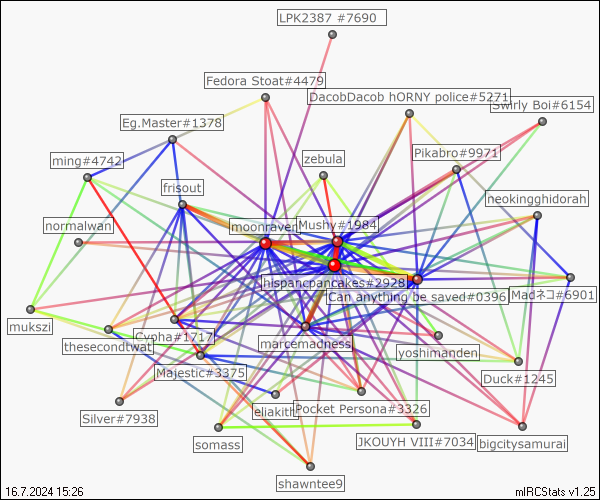 LPK2387 #7690
Fedora Stoat#4479
DacobDacob hORNY police#5271
Swirly Boi#6154
Eg.Master#1378
ming#4742
zebula
Pikabro#9971
frisout
neokingghidorah
normalwan
moonraven
Mushy#1984
hispanicpancakes#2928
Can anything be saved#0396
Madネコ#6901
mukszi
Cypha#1717
thesecondtwat
marcemadness
yoshimanden
Majestic#3375
Duck#1245
Silver#7938
eliakith
Pocket Persona#3326
somass
JKOUYH VIII#7034
bigcitysamurai
shawntee9
16.7.2024 15:26
mIRCStats v1.25